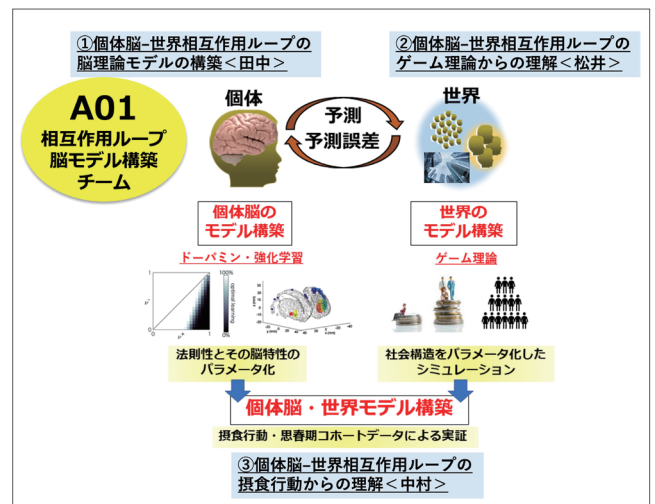 ①個体脳–世界相互作用ループの
脳理論モデルの構築<田中>
②個体脳–世界相互作用ループの
ゲーム理論からの理解<松井>
A01
相互作用ループ
脳モデル構築
チーム
個体
予測
予測誤差
世界
個体脳の
モデル構築
世界の
モデル構築
ドーパミン・強化学習
ゲーム理論
法則性とその脳特性の
パラメータ化
社会構造をパラメータ化した
シミュレーション
個体脳・世界モデル構築
摂食行動・思春期コホートデータによる実証
③個体脳–世界相互作用ループの
摂食行動からの理解<中村>